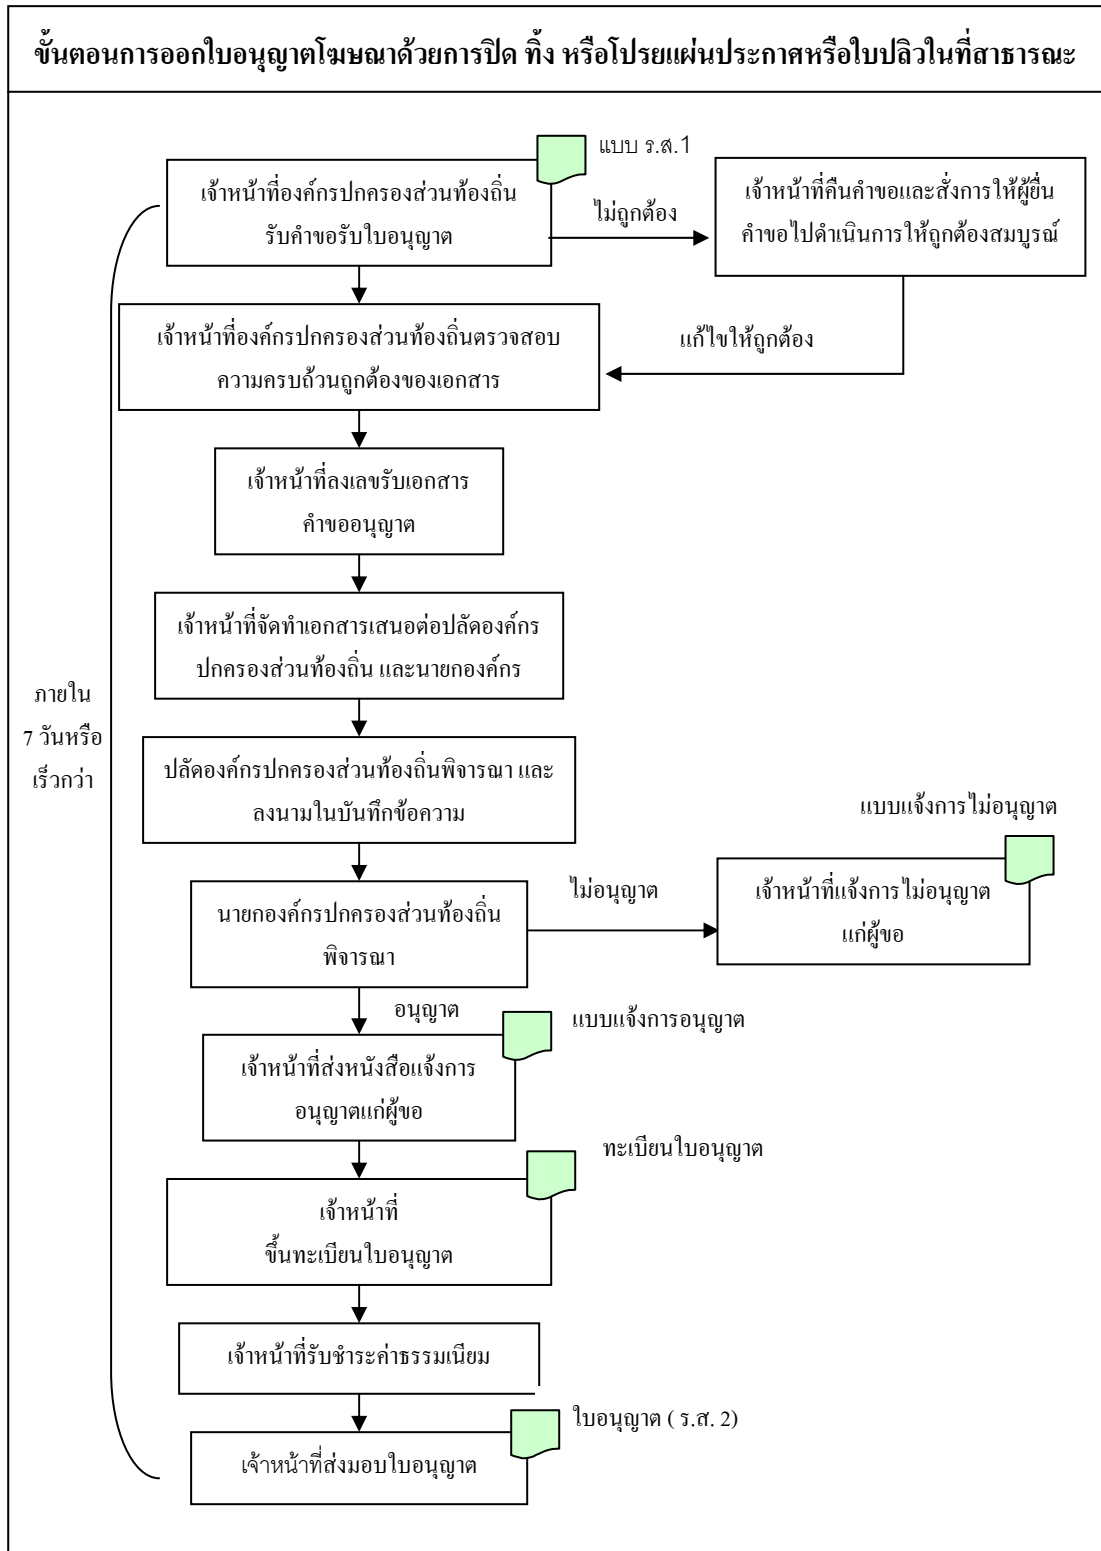 ขั้นตอนการออกใบอนุญาตโฆษณาด้วยการปิด ทิ้ง หรือโปรยแผ่นประกาศหรือใบปลิวในที่สาธารณะ
แบบ ร.ส.1
เจ้าหน้าที่องค์กรปกครองส่วนท้องถิ่น
รับคำขอรับใบอนุญาต
ไม่ถูกต้อง
เจ้าหน้าที่คืนคำขอและสั่งการให้ผู้ยื่น
คำขอไปดำเนินการให้ถูกต้องสมบูรณ์
แก้ไขให้ถูกต้อง
เจ้าหน้าที่องค์กรปกครองส่วนท้องถิ่นตรวจสอบ
ความครบถ้วนถูกต้องของเอกสาร
เจ้าหน้าที่ลงเลขรับเอกสาร
คำขออนุญาต
เจ้าหน้าที่จัดทำเอกสารเสนอต่อปลัดองค์กร
ปกครองส่วนท้องถิ่น และนายกองค์กร
ภายใน
7 วันหรือ
เร็วกว่า
ปลัดองค์กรปกครองส่วนท้องถิ่นพิจารณา และ
ลงนามในบันทึกข้อความ
นายกองค์กรปกครองส่วนท้องถิ่น
พิจารณา
ไม่อนุญาต
แบบแจ้งการไม่อนุญาต
เจ้าหน้าที่แจ้งการไม่อนุญาต
แก่ผู้ขอ
อนุญาต
แบบแจ้งการอนุญาต
เจ้าหน้าที่ส่งหนังสือแจ้งการ
อนุญาตแก่ผู้ขอ
ทะเบียนใบอนุญาต
เจ้าหน้าที่
ขึ้นทะเบียนใบอนุญาต
เจ้าหน้าที่รับชำระค่าธรรมเนียม
ใบอนุญาต ( ร.ส. 2)
เจ้าหน้าที่ส่งมอบใบอนุญาต